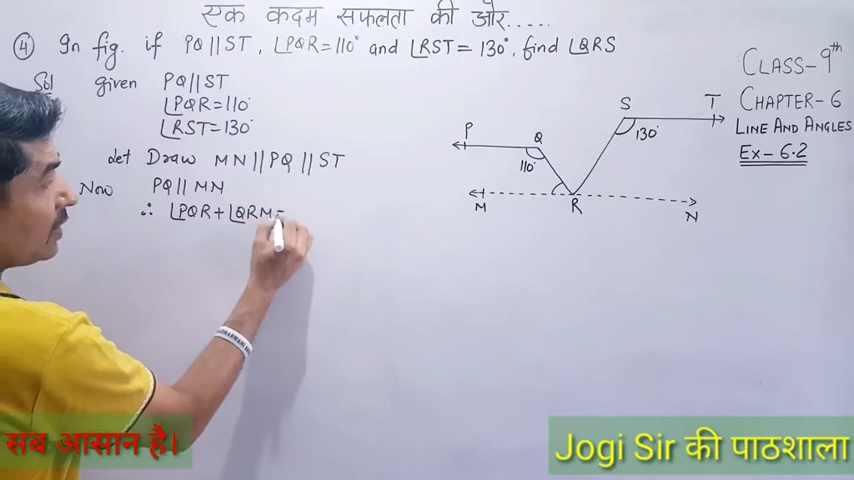 एक कदम सफलता की ओर.....
④ In fig. if PQ||ST, ∠PQR=110° and ∠RST=130°, find ∠QRS
Sol given PQ||ST
∠PQR=110°
∠RST=130°
Let Draw MN||PQ||ST
Now PQ||MN
∴ ∠PQR+∠QRM=
P Q 110° S T 130°
M R N
CLASS-9th
CHAPTER-6
LINE AND ANGLES
Ex-6.2
सब आसान है।
Jogi Sir की पाठशाला